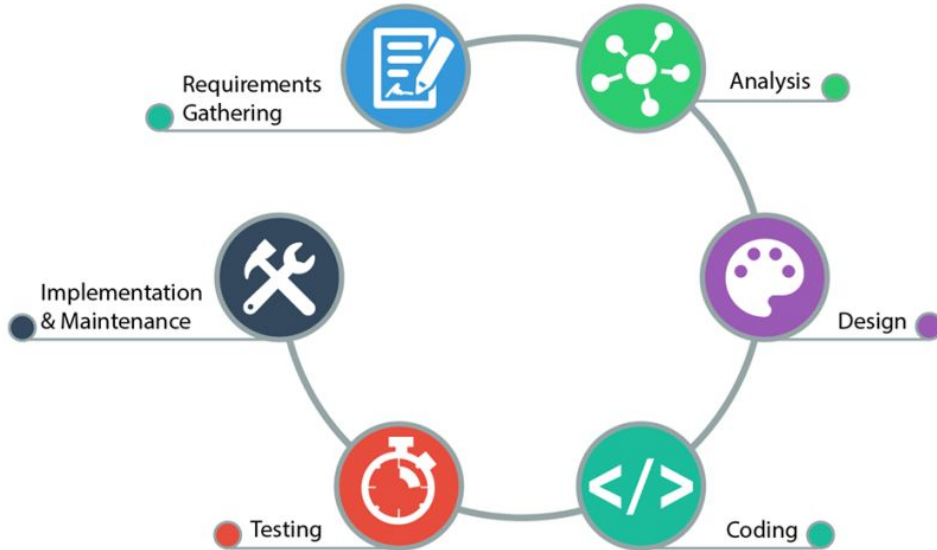 Requirements
Gathering
Analysis
Implementation
& Maintenance
Design
</>
Testing
Coding